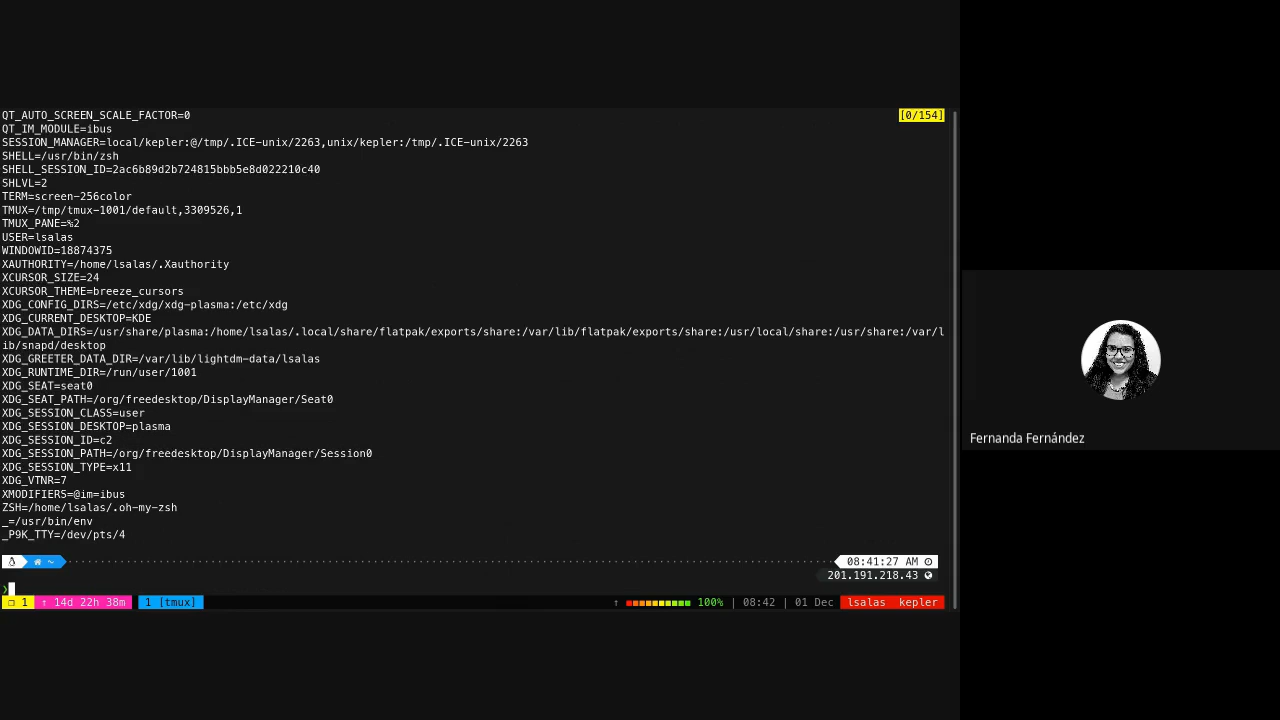 QT_AUTO_SCREEN_SCALE_FACTOR=0
[0/154]
QT_IM_MODULE=ibus
SESSION_MANAGER=local/kepler:@/tmp/.ICE-unix/2263,unix/kepler:/tmp/.ICE-unix/2263
SHELL=/usr/bin/zsh
SHELL_SESSION_ID=2ac6b89d2b724815bbb5e8d022210c40
SHLVL=2
TERM=screen-256color
TMUX=/tmp/tmux-1001/default,3309526,1
TMUX_PANE=%2
USER=lsalas
WINDOWID=18874375
XAUTHORITY=/home/lsalas/.Xauthority
XCURSOR_SIZE=24
XCURSOR_THEME=breeze_cursors
XDG_CONFIG_DIRS=/etc/xdg/xdg-plasma:/etc/xdg
XDG_CURRENT_DESKTOP=KDE
XDG_DATA_DIRS=/usr/share/plasma:/home/lsalas/.local/share/flatpak/exports/share:/var/lib/flatpak/exports/share:/usr/local/share:/usr/share:/var/l
ib/snapd/desktop
XDG_GREETER_DATA_DIR=/var/lib/lightdm-data/lsalas
XDG_RUNTIME_DIR=/run/user/1001
XDG_SEAT=seat0
XDG_SEAT_PATH=/org/freedesktop/DisplayManager/Seat0
XDG_SESSION_CLASS=user
XDG_SESSION_DESKTOP=plasma
XDG_SESSION_ID=c2
XDG_SESSION_PATH=/org/freedesktop/DisplayManager/Session0
XDG_SESSION_TYPE=x11
XDG_VTNR=7
XMODIFIERS=@im=ibus
ZSH=/home/lsalas/.oh-my-zsh
_=/usr/bin/env
_P9K_TTY=/dev/pts/4
~ 08:41:27 AM
201.191.218.43
❯
1 ↑ 14d 22h 38m 1 [tmux] ↑ 100% | 08:42 | 01 Dec lsalas kepler
Fernanda Fernández